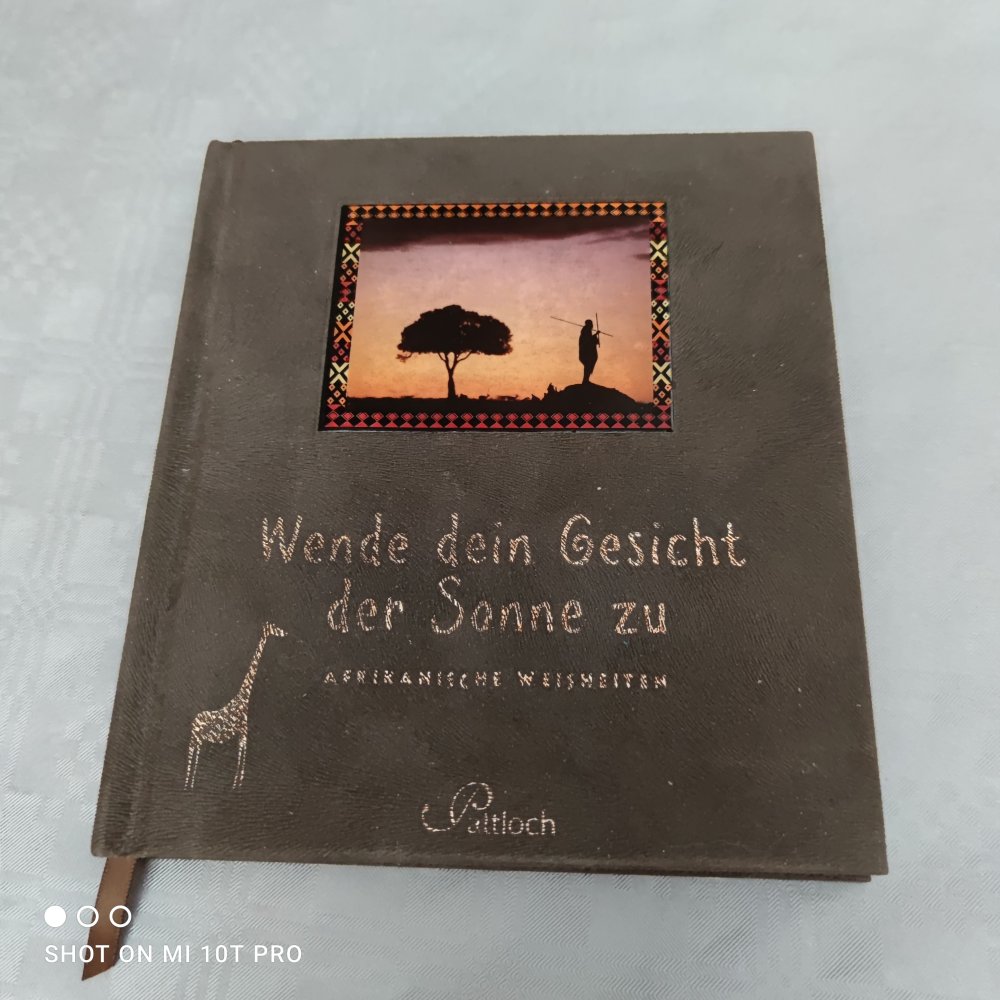 Wende dein Gesicht
der Sonne zu
AFRIKANISCHE WEISHEITEN
Pattloch
SHOT ON MI 10T PRO